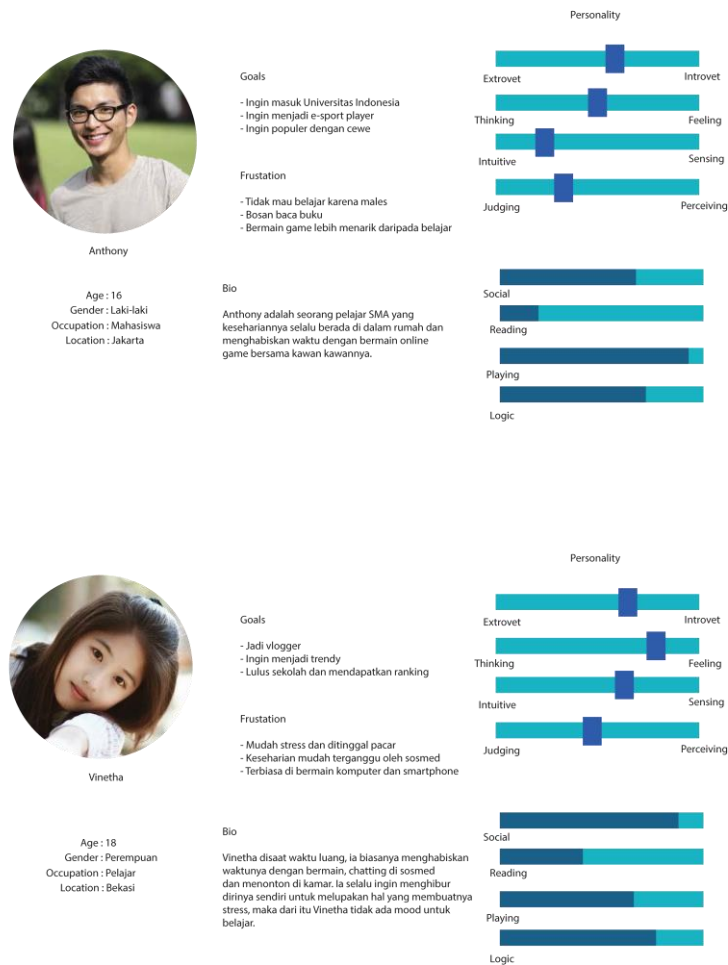 Personality
Extrovet
Introvet
Thinking
Feeling
Intuitive
Sensing
Judging
Perceiving
Goals
- Ingin masuk Universitas Indonesia
- Ingin menjadi e-sport player
- Ingin populer dengan cewe
Frustation
- Tidak mau belajar karena males
- Bosan baca buku
- Bermain game lebih menarik daripada belajar
Anthony
Age : 16
Gender : Laki-laki
Occupation : Mahasiswa
Location : Jakarta
Bio
Anthony adalah seorang pelajar SMA yang
kesehariannya selalu berada di dalam rumah dan
menghabiskan waktu dengan bermain online
game bersama kawan kawannya.
Social
Reading
Playing
Logic
Personality
Extrovet
Introvet
Thinking
Feeling
Intuitive
Sensing
Judging
Perceiving
Goals
- Jadi vlogger
- Ingin menjadi trendy
- Lulus sekolah dan mendapatkan ranking
Frustation
- Mudah stress dan ditinggal pacar
- Keseharian mudah terganggu oleh sosmed
- Terbiasa di bermain komputer dan smartphone
Vinetha
Age : 18
Gender : Perempuan
Occupation : Pelajar
Location : Bekasi
Bio
Vinetha disaat waktu luang, ia biasanya menghabiskan
waktunya dengan bermain, chatting di sosmed
dan menonton di kamar. Ia selalu ingin menghibur
dirinya sendiri untuk melupakan hal yang membuatnya
stress, maka dari itu Vinetha tidak ada mood untuk
belajar.
Social
Reading
Playing
Logic